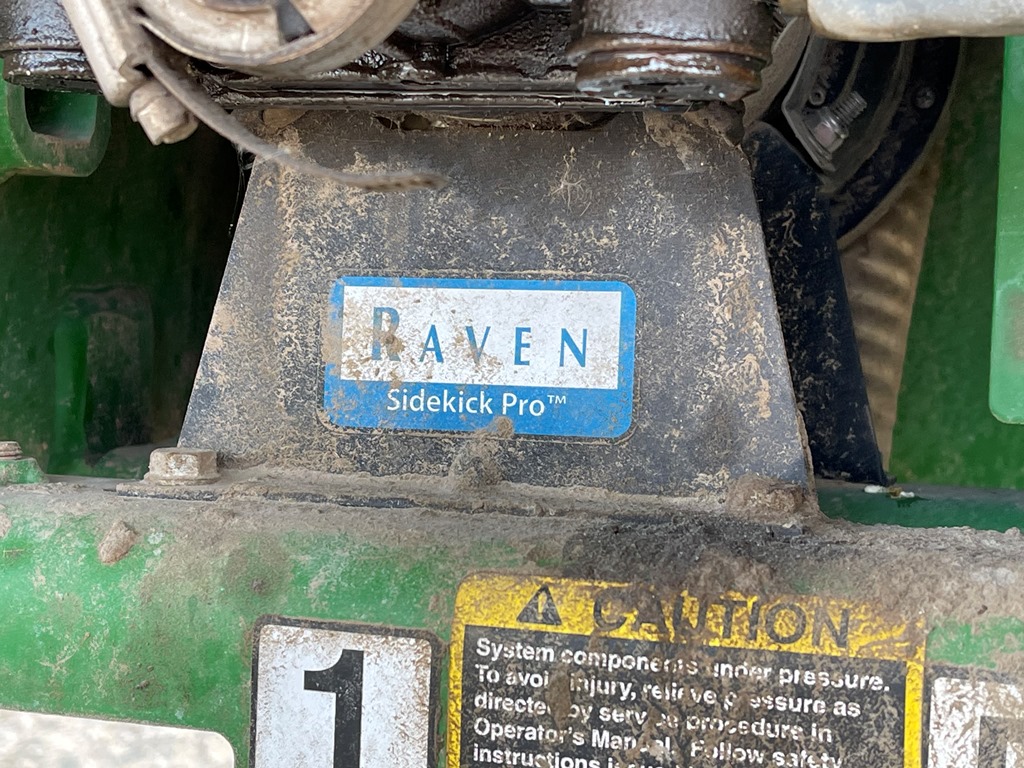 RAVEN
Sidekick Pro™
CAUTION
System components under pressure.
To avoid injury, relieve pressure as
directed by service procedure in
Operator's Manual. Follow safety
instructions
1